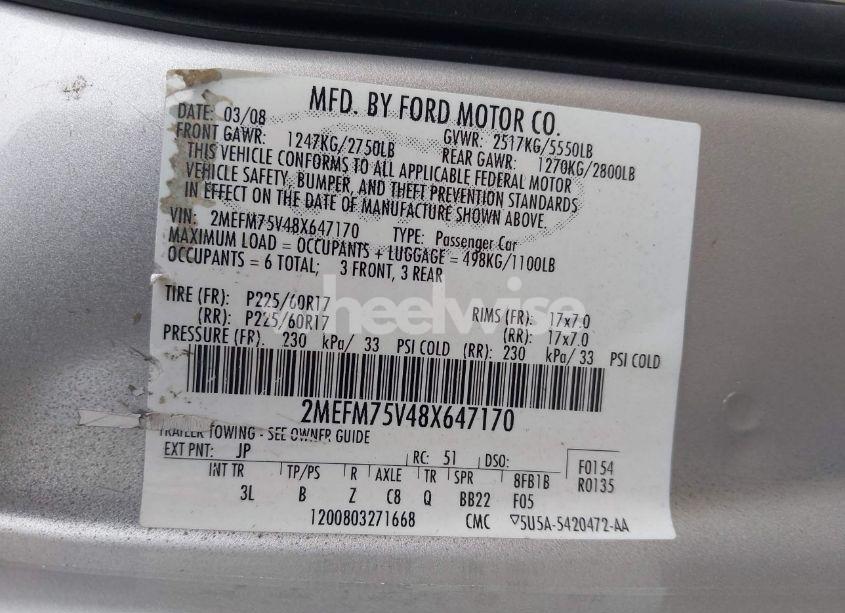 MFD. BY FORD MOTOR CO.
DATE: 03/08 GVWR: 2517KG/5550LB
FRONT GAWR: 1247KG/2750LB REAR GAWR: 1270KG/2800LB
THIS VEHICLE CONFORMS TO ALL APPLICABLE FEDERAL MOTOR
VEHICLE SAFETY, BUMPER, AND THEFT PREVENTION STANDARDS
IN EFFECT ON THE DATE OF MANUFACTURE SHOWN ABOVE.
VIN: 2MEFM75V48X647170 TYPE: Passenger Car
MAXIMUM LOAD = OCCUPANTS + LUGGAGE = 498KG/1100LB
OCCUPANTS = 6 TOTAL; 3 FRONT, 3 REAR
heelwise
TIRE (FR): P225/60R17 RIMS (FR): 17x7.0
(RR): P225/60R17 (RR): 17x7.0
PRESSURE (FR): 230 kPa/ 33 PSI COLD (RR): 230 kPa/ 33 PSI COLD
2MEFM75V48X647170
TRAILER TOWING - SEE OWNER GUIDE
EXT PNT: JP RC: 51 DSO: F0154
INT TR TP/PS R AXLE TR SPR 8FB1B R0135
3L B Z C8 Q BB22 F05
1200803271668 CMC ▽5U5A-5420472-AA